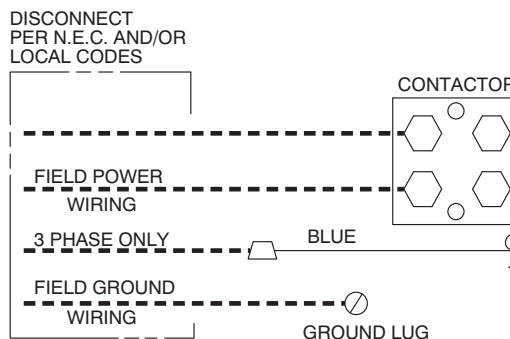 DISCONNECT
PER N.E.C. AND/OR
LOCAL CODES
CONTACTOR
FIELD POWER
WIRING
3 PHASE ONLY
BLUE
FIELD GROUND
WIRING
GROUND LUG